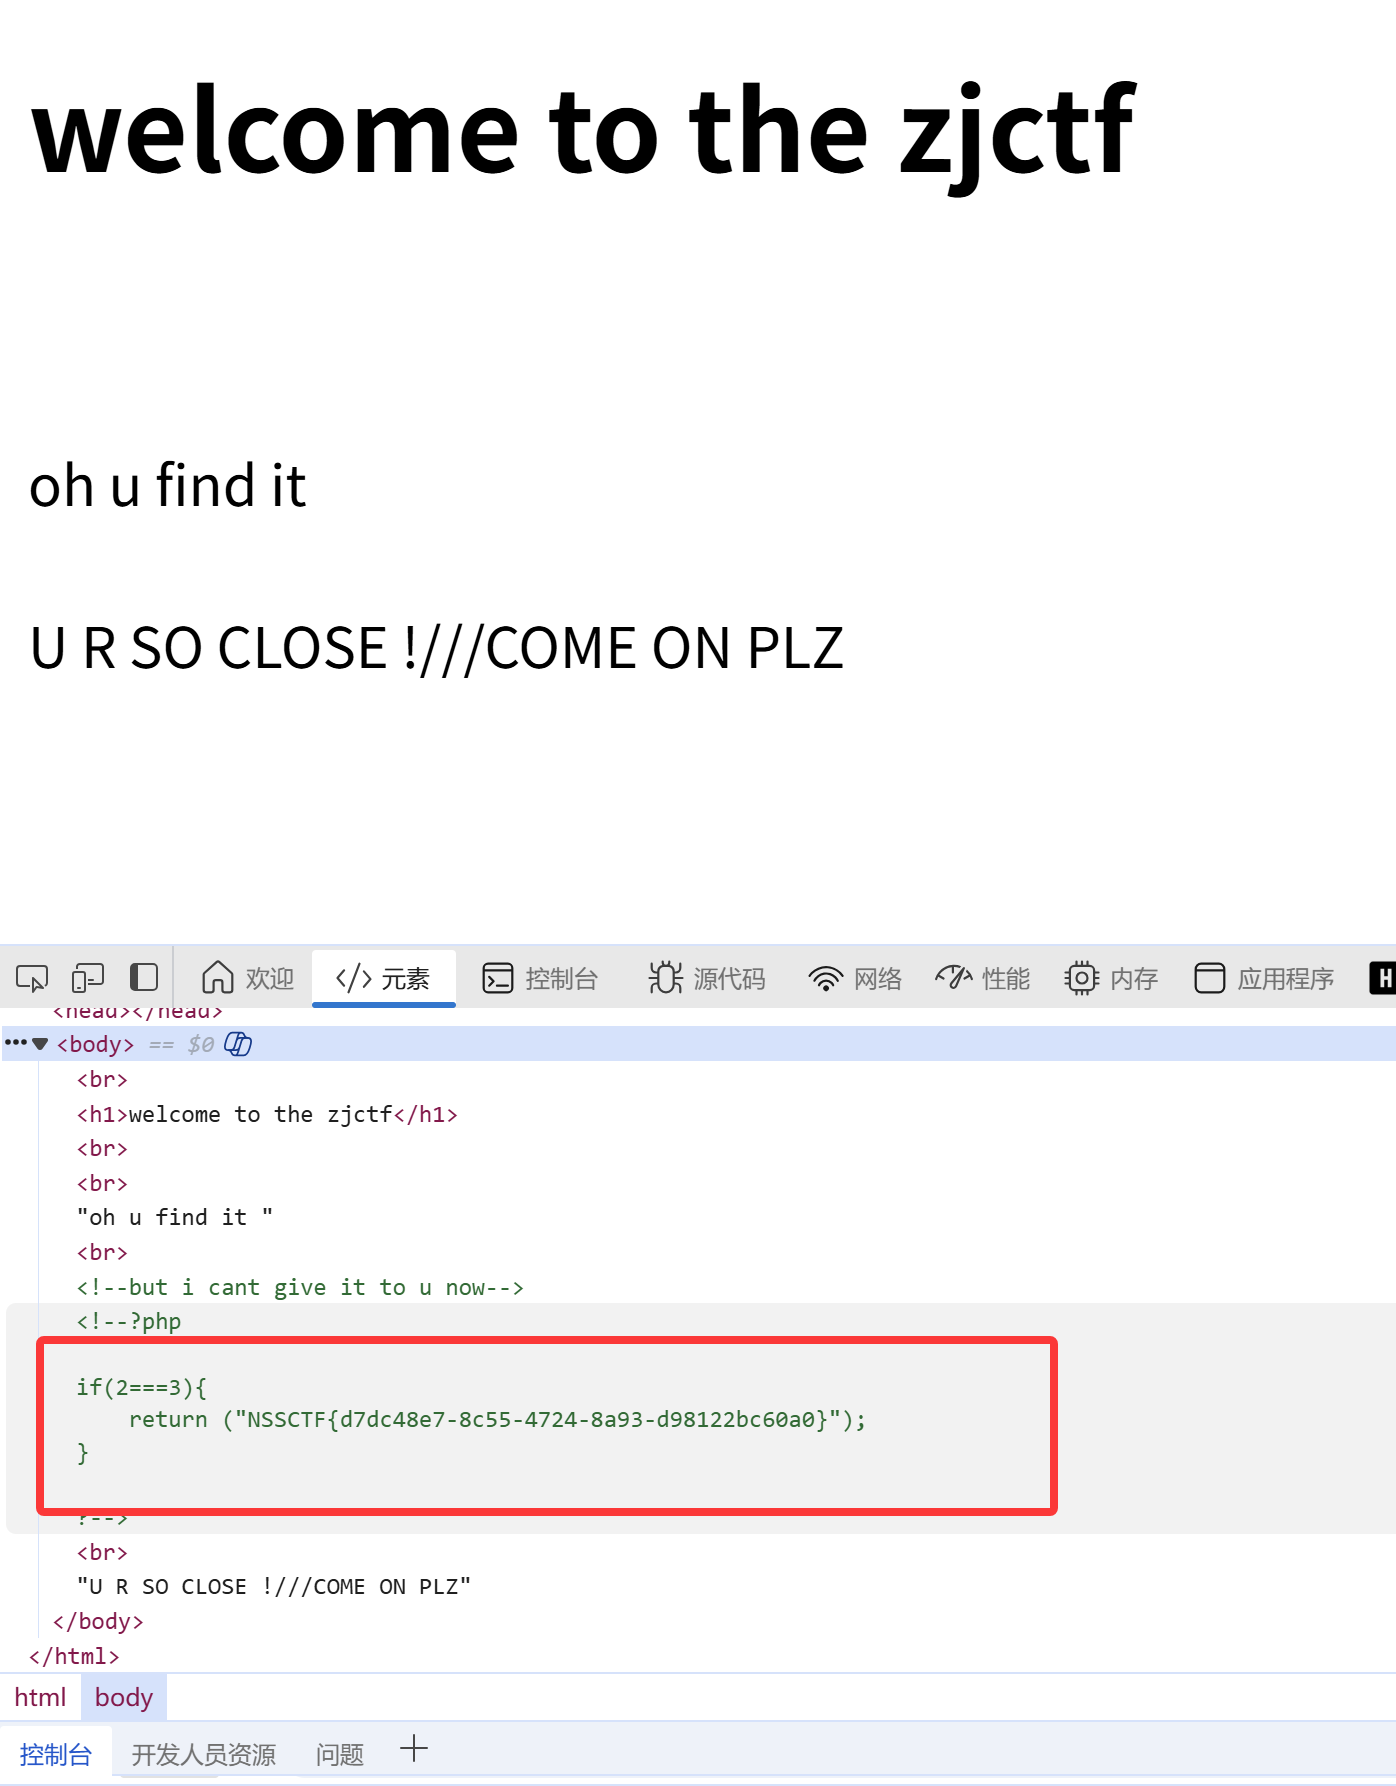 welcome to the zjctf
oh u find it
U R SO CLOSE !///COME ON PLZ
欢迎 </> 元素 控制台 源代码 网络 性能 内存 应用程序 H
<head></head>
••• <body> == $0
<br>
<h1>welcome to the zjctf</h1>
<br>
<br>
"oh u find it "
<br>
<!--but i cant give it to u now-->
<!--?php
if(2===3){
return ("NSSCTF{d7dc48e7-8c55-4724-8a93-d98122bc60a0}");
}
?-->
<br>
"U R SO CLOSE !///COME ON PLZ"
</body>
</html>
html body
控制台 开发人员资源 问题